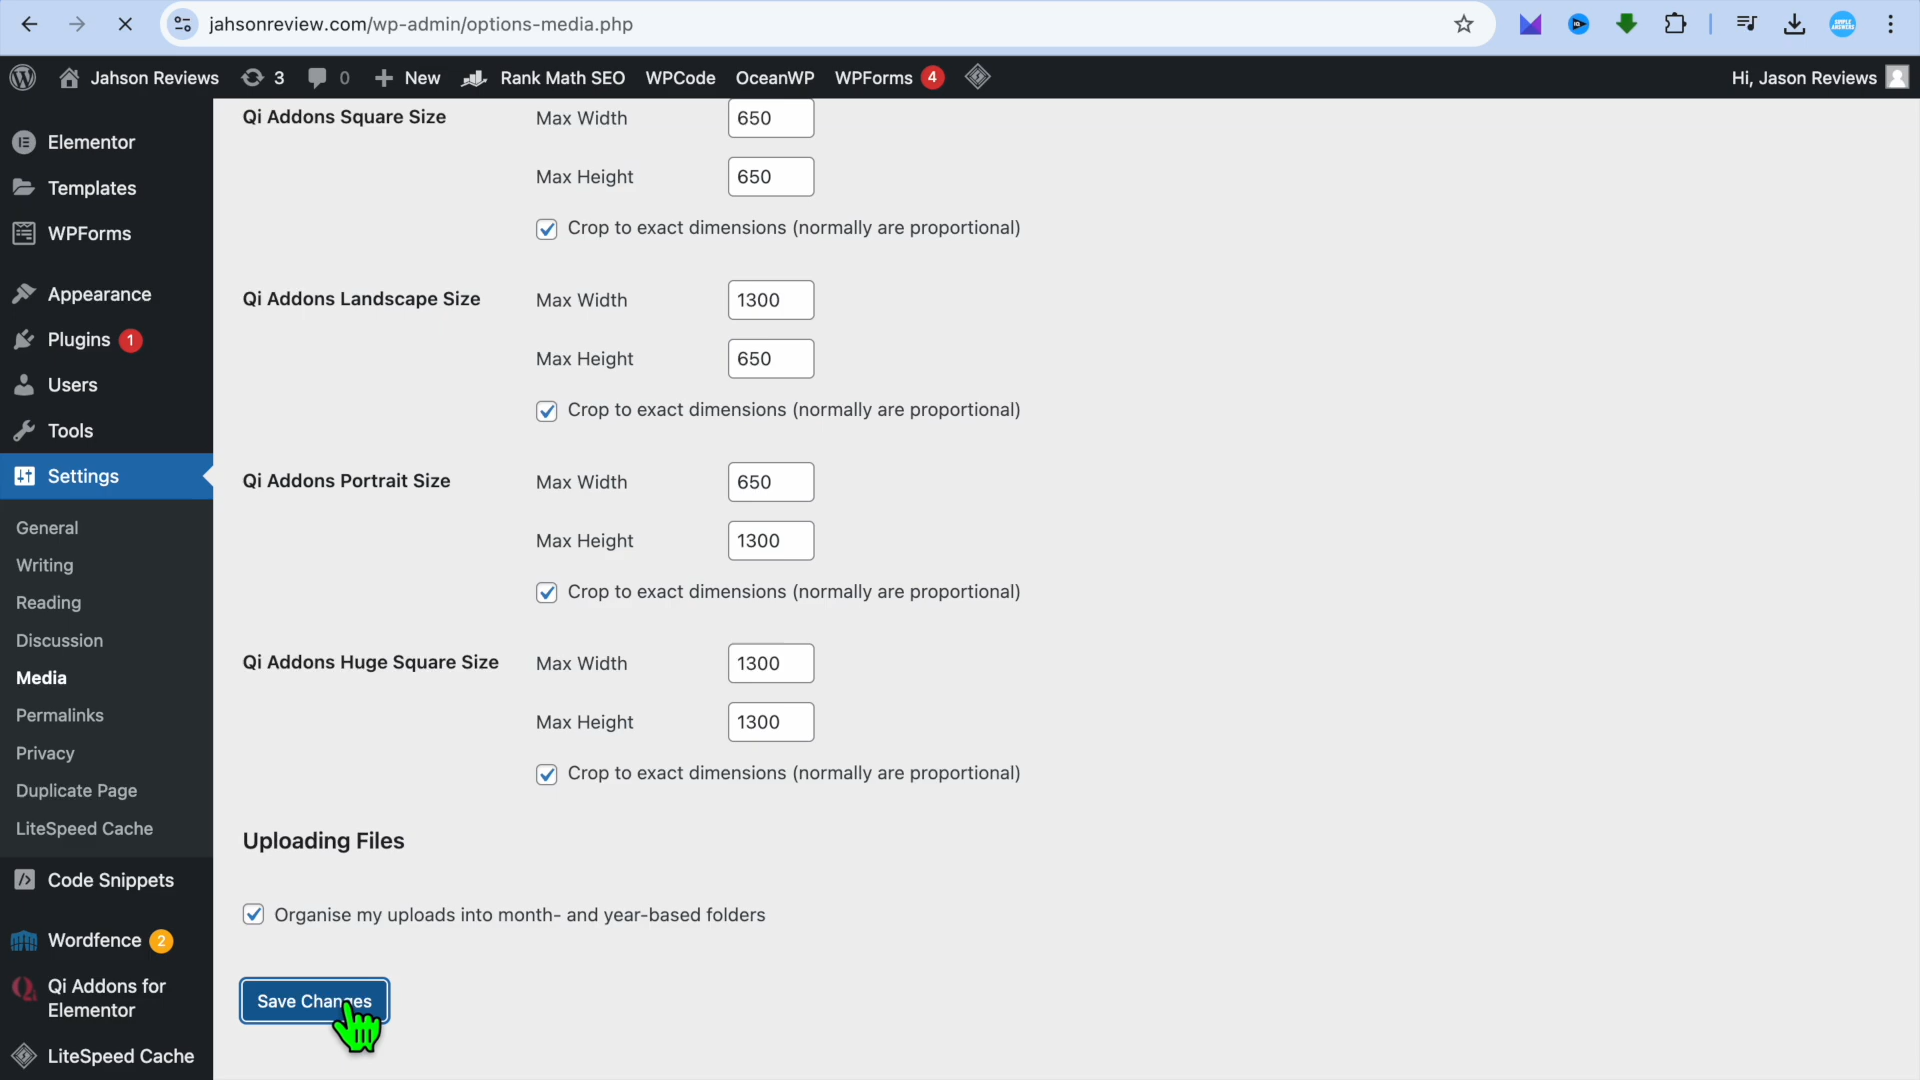 jahsonreview.com/wp-admin/options-media.php
Jahson Reviews 3 0 New Rank Math SEO WPCode OceanWP WPForms 4 Hi, Jason Reviews
Elementor
Templates
WPForms
Appearance
Plugins 1
Users
Tools
Settings
General
Writing
Reading
Discussion
Media
Permalinks
Privacy
Duplicate Page
LiteSpeed Cache
Code Snippets
Wordfence 2
Qi Addons for
Elementor
LiteSpeed Cache
Qi Addons Square Size Max Width 650
Max Height 650
Crop to exact dimensions (normally are proportional)
Qi Addons Landscape Size Max Width 1300
Max Height 650
Crop to exact dimensions (normally are proportional)
Qi Addons Portrait Size Max Width 650
Max Height 1300
Crop to exact dimensions (normally are proportional)
Qi Addons Huge Square Size Max Width 1300
Max Height 1300
Crop to exact dimensions (normally are proportional)
Uploading Files
Organise my uploads into month- and year-based folders
Save Changes